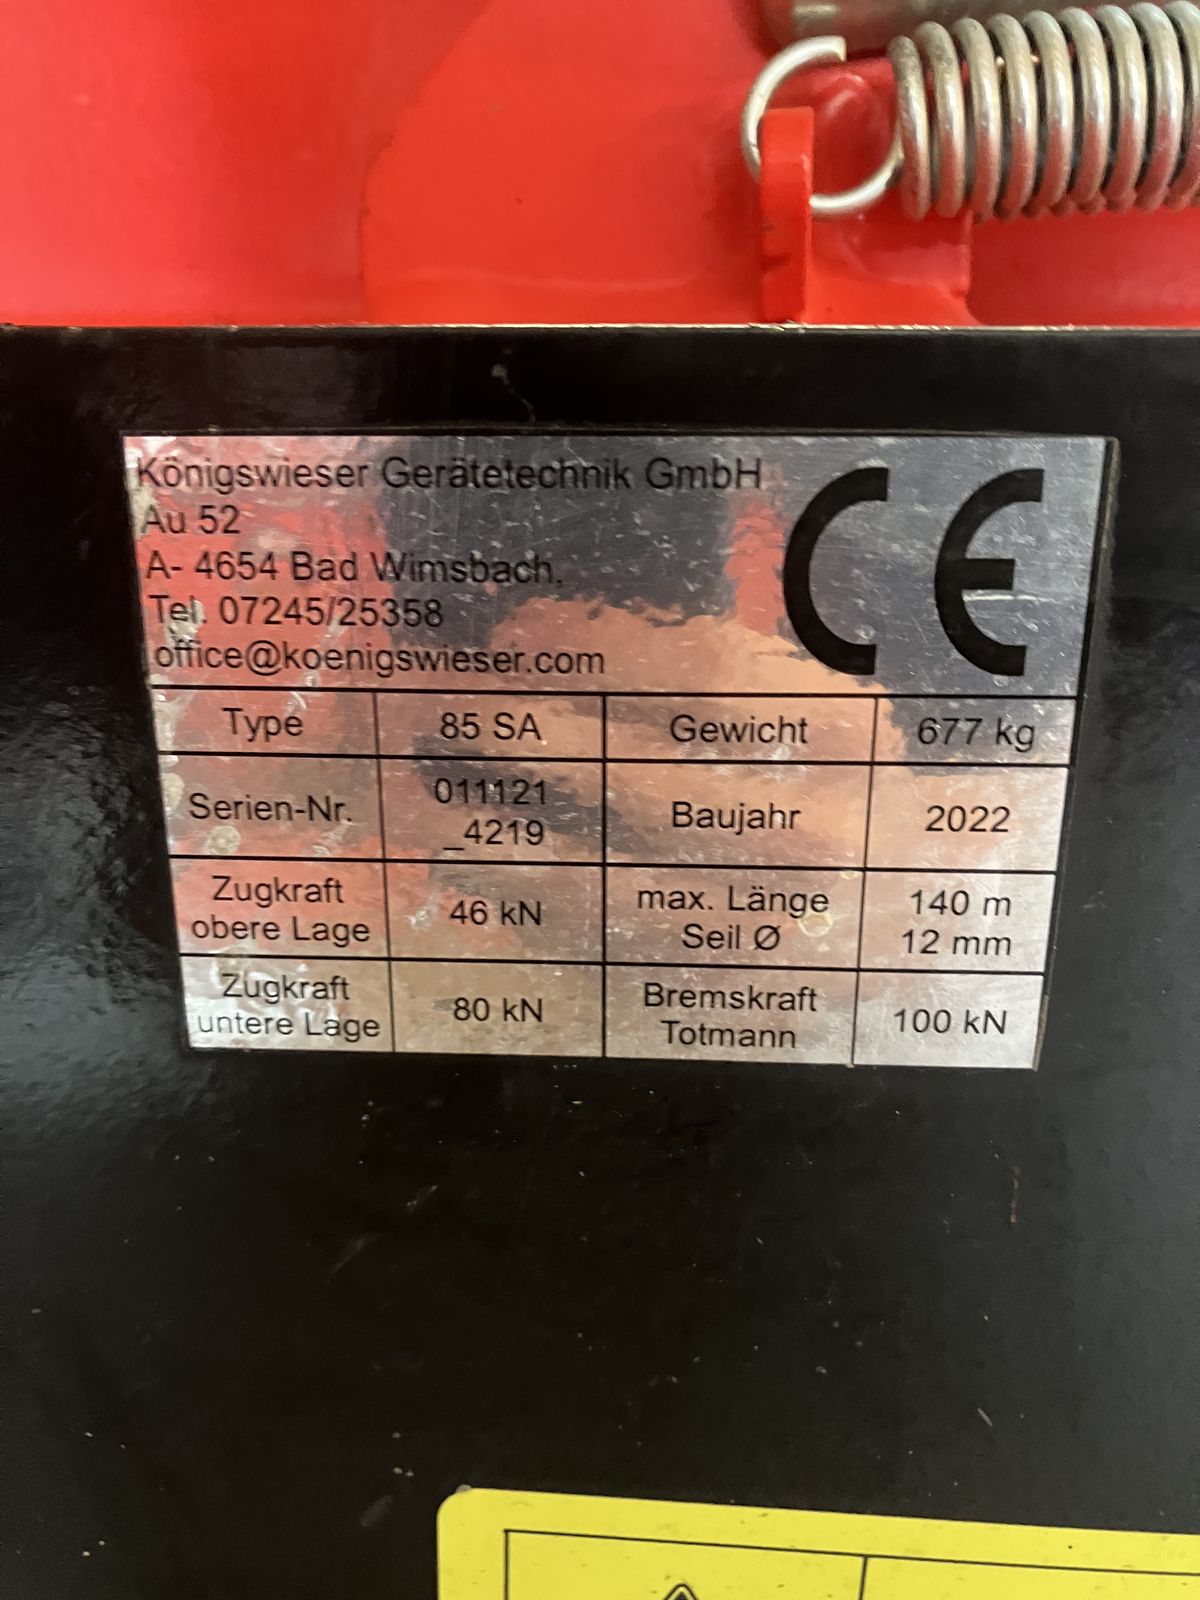 Königswieser Gerätetechnik GmbH
Au 52
A- 4654 Bad Wimsbach,
Tel. 07245/25358
office@koenigswieser.com
CE
Type 85 SA Gewicht 677 kg
Serien-Nr. 011121
_4219 Baujahr 2022
Zugkraft
obere Lage 46 kN max. Länge
Seil Ø 140 m
12 mm
Zugkraft
untere Lage 80 kN Bremskraft
Totmann 100 kN